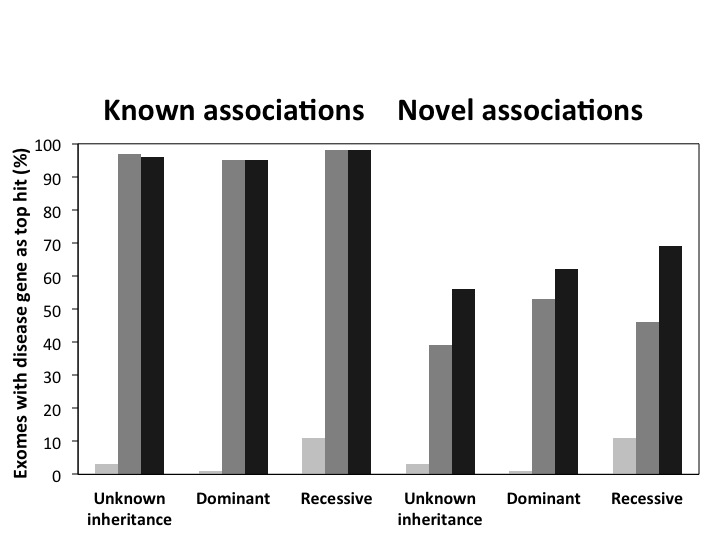 Known associations Novel associations
Exomes with disease gene as top hit (%)
100
90
80
70
60
50
40
30
20
10
0
Unknown inheritance
Dominant
Recessive
Unknown inheritance
Dominant
Recessive